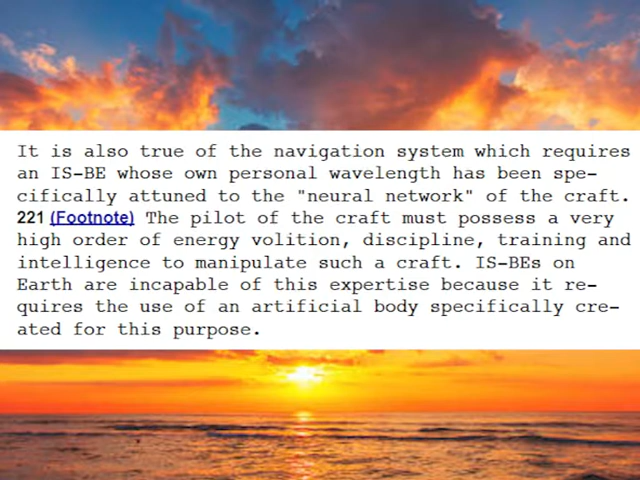 It is also true of the navigation system which requires
an IS-BE whose own personal wavelength has been spe-
cifically attuned to the "neural network" of the craft.
221 (Footnote) The pilot of the craft must possess a very
high order of energy volition, discipline, training and
intelligence to manipulate such a craft. IS-BEs on
Earth are incapable of this expertise because it re-
quires the use of an artificial body specifically cre-
ated for this purpose.